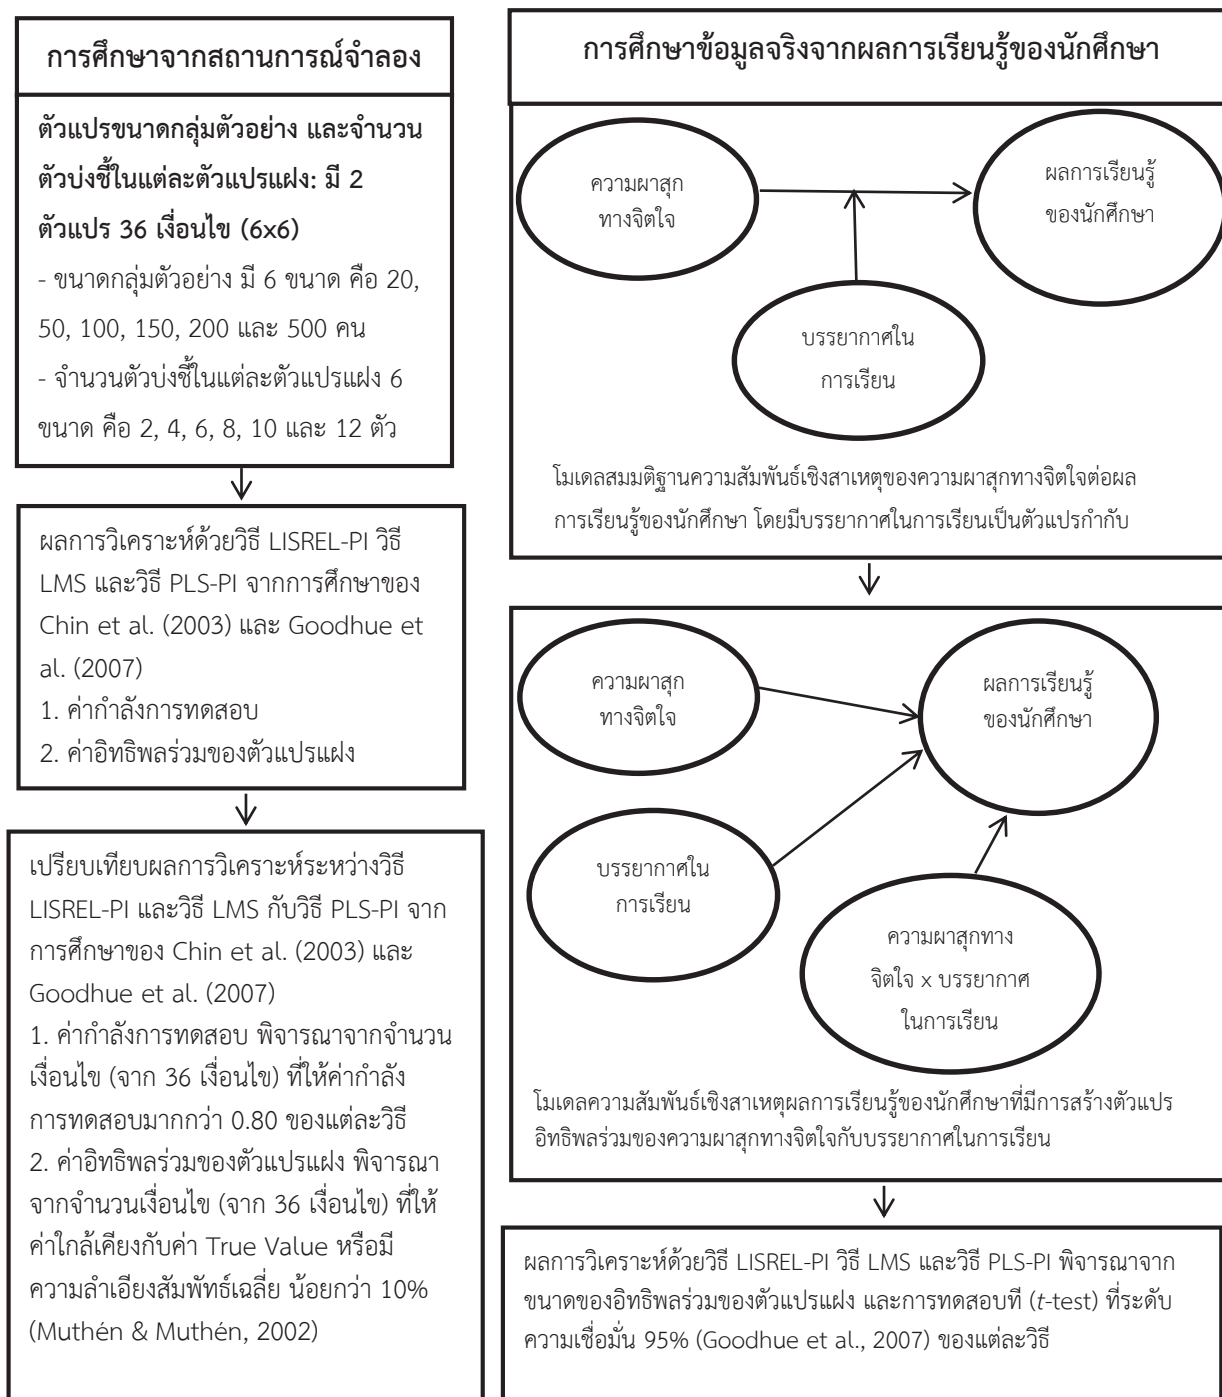 การศึกษาจากสถานการณ์จำลอง
ตัวแปรขนาดกลุ่มตัวอย่าง และจำนวน
ตัวบ่งชี้ในแต่ละตัวแปรแฝง: มี 2
ตัวแปร 36 เงื่อนไข (6x6)
- ขนาดกลุ่มตัวอย่าง มี 6 ขนาด คือ 20,
50, 100, 150, 200 และ 500 คน
- จำนวนตัวบ่งชี้ในแต่ละตัวแปรแฝง 6
ขนาด คือ 2, 4, 6, 8, 10 และ 12 ตัว
ผลการวิเคราะห์ด้วยวิธี LISREL-PI วิธี
LMS และวิธี PLS-PI จากการศึกษาของ
Chin et al. (2003) และ Goodhue et
al. (2007)
1. ค่ากำลังการทดสอบ
2. ค่าอิทธิพลร่วมของตัวแปรแฝง
เปรียบเทียบผลการวิเคราะห์ระหว่างวิธี
LISREL-PI และวิธี LMS กับวิธี PLS-PI จาก
การศึกษาของ Chin et al. (2003) และ
Goodhue et al. (2007)
1. ค่ากำลังการทดสอบ พิจารณาจากจำนวน
เงื่อนไข (จาก 36 เงื่อนไข) ที่ให้ค่ากำลัง
การทดสอบมากกว่า 0.80 ของแต่ละวิธี
2. ค่าอิทธิพลร่วมของตัวแปรแฝง พิจารณา
จากจำนวนเงื่อนไข (จาก 36 เงื่อนไข) ที่ให้
ค่าใกล้เคียงกับค่า True Value หรือมี
ความลำเอียงสัมพัทธ์เฉลี่ย น้อยกว่า 10%
(Muthén & Muthén, 2002)
การศึกษาข้อมูลจริงจากผลการเรียนรู้ของนักศึกษา
ความผาสุก
ทางจิตใจ
ผลการเรียนรู้
ของนักศึกษา
บรรยากาศใน
การเรียน
โมเดลสมมติฐานความสัมพันธ์เชิงสาเหตุของความผาสุกทางจิตใจต่อผล
การเรียนรู้ของนักศึกษา โดยมีบรรยากาศในการเรียนเป็นตัวแปรกำกับ
ความผาสุก
ทางจิตใจ
ผลการเรียนรู้
ของนักศึกษา
บรรยากาศใน
การเรียน
ความผาสุกทาง
จิตใจ x บรรยากาศ
ในการเรียน
โมเดลความสัมพันธ์เชิงสาเหตุผลการเรียนรู้ของนักศึกษาที่มีการสร้างตัวแปร
อิทธิพลร่วมของความผาสุกทางจิตใจกับบรรยากาศในการเรียน
ผลการวิเคราะห์ด้วยวิธี LISREL-PI วิธี LMS และวิธี PLS-PI พิจารณาจาก
ขนาดของอิทธิพลร่วมของตัวแปรแฝง และการทดสอบที (t-test) ที่ระดับ
ความเชื่อมั่น 95% (Goodhue et al., 2007) ของแต่ละวิธี